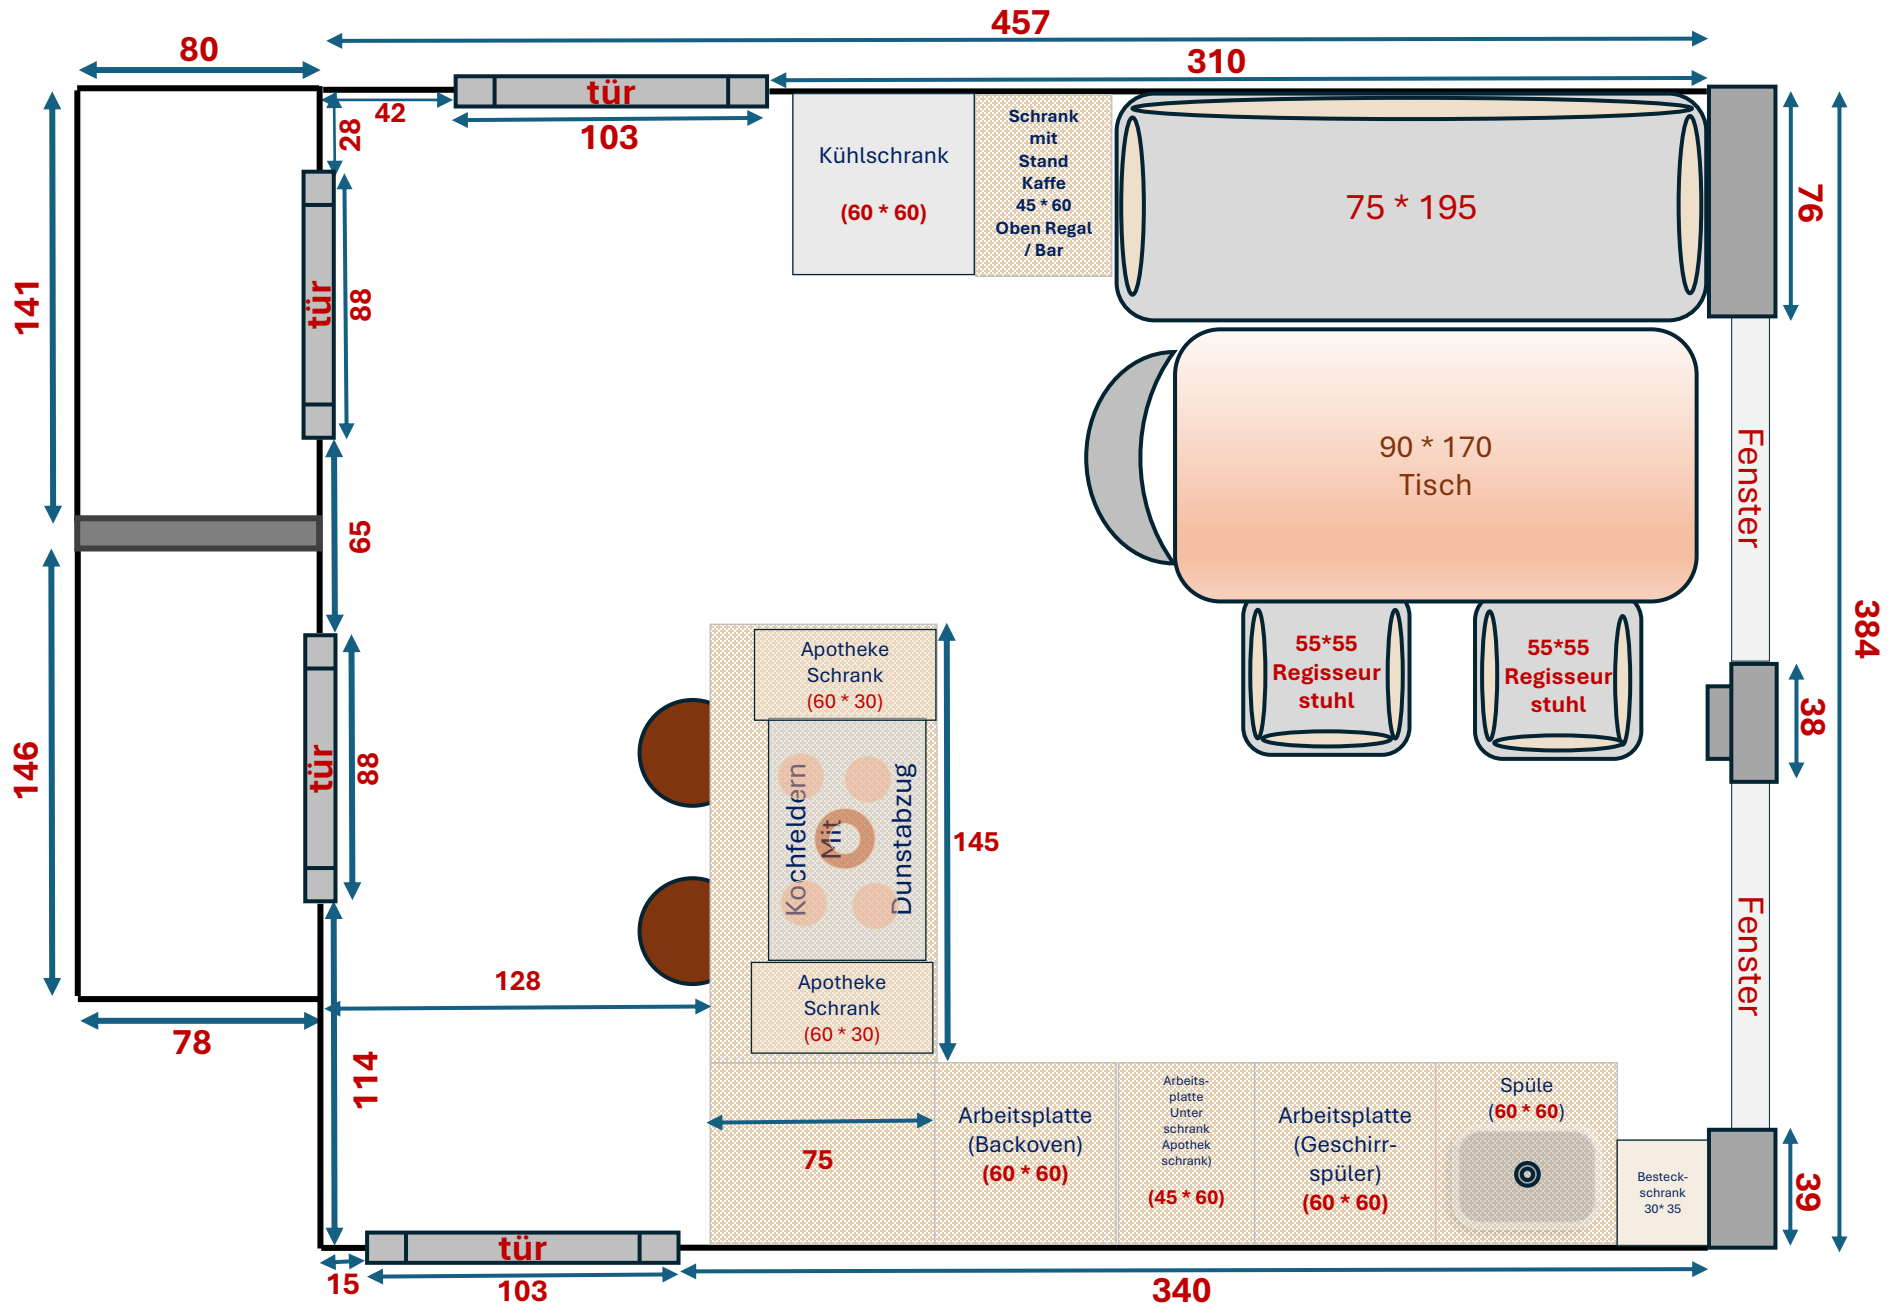 457
80
310
tür
42
103
28
Kühlschrank
(60 * 60)
Schrank
mit
Stand
Kaffe
45 * 60
Oben Regal
/ Bar
75 * 195
76
141
tür
88
90 * 170
Tisch
Fenster
65
384
55*55
Regisseur
stuhl
55*55
Regisseur
stuhl
38
Apotheke
Schrank
(60 * 30)
146
tür
88
Kochfeldern
Mit
Dunstabzug
145
Fenster
128
Apotheke
Schrank
(60 * 30)
78
114
75
Arbeitsplatte
(Backoven)
(60 * 60)
Arbeits-
platte
Unter
schrank
Apothek
schrank)
(45 * 60)
Arbeitsplatte
(Geschirr-
spüler)
(60 * 60)
Spüle
(60 * 60)
Besteck-
schrank
30* 35
39
tür
15
103
340